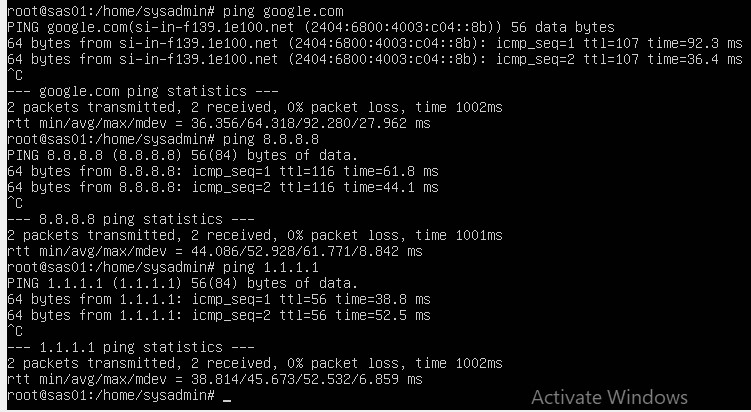 root@sas01:/home/sysadmin# ping google.com
PING google.com(si-in-f139.1e100.net (2404:6800:4003:c04::8b)) 56 data bytes
64 bytes from si-in-f139.1e100.net (2404:6800:4003:c04::8b): icmp_seq=1 ttl=107 time=92.3 ms
64 bytes from si-in-f139.1e100.net (2404:6800:4003:c04::8b): icmp_seq=2 ttl=107 time=36.4 ms
^C
--- google.com ping statistics ---
2 packets transmitted, 2 received, 0% packet loss, time 1002ms
rtt min/avg/max/mdev = 36.356/64.318/92.280/27.962 ms
root@sas01:/home/sysadmin# ping 8.8.8.8
PING 8.8.8.8 (8.8.8.8) 56(84) bytes of data.
64 bytes from 8.8.8.8: icmp_seq=1 ttl=116 time=61.8 ms
64 bytes from 8.8.8.8: icmp_seq=2 ttl=116 time=44.1 ms
^C
--- 8.8.8.8 ping statistics ---
2 packets transmitted, 2 received, 0% packet loss, time 1001ms
rtt min/avg/max/mdev = 44.086/52.928/61.771/8.842 ms
root@sas01:/home/sysadmin# ping 1.1.1.1
PING 1.1.1.1 (1.1.1.1) 56(84) bytes of data.
64 bytes from 1.1.1.1: icmp_seq=1 ttl=56 time=38.8 ms
64 bytes from 1.1.1.1: icmp_seq=2 ttl=56 time=52.5 ms
^C
--- 1.1.1.1 ping statistics ---
2 packets transmitted, 2 received, 0% packet loss, time 1002ms
rtt min/avg/max/mdev = 38.814/45.673/52.532/6.859 ms
root@sas01:/home/sysadmin# _
Activate Windows